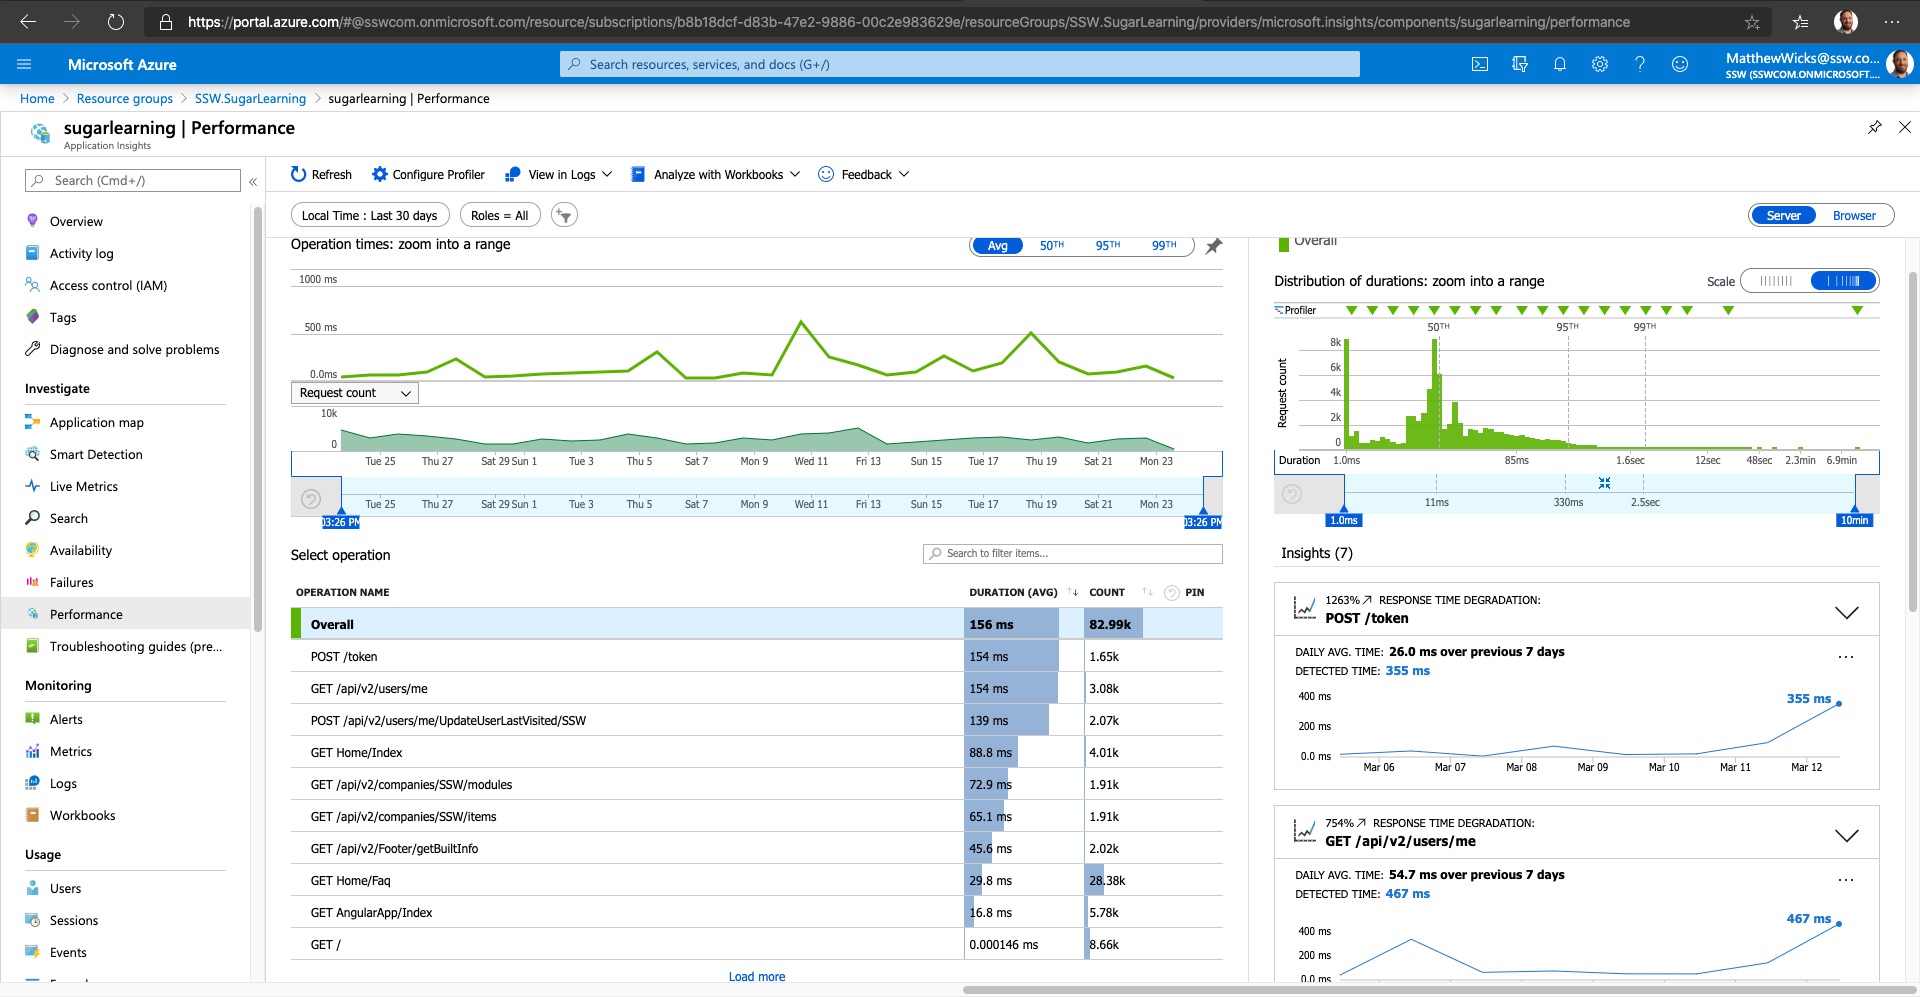 https://portal.azure.com/#@sswcom.onmicrosoft.com/resource/subscriptions/b8b18dcf-d83b-47e2-9886-00c2e983629e/resourceGroups/SSW.SugarLearning/providers/microsoft.insights/components/sugarlearning/performance
Microsoft Azure
Search resources, services, and docs (G+/)
MatthewWicks@ssw.co...
SSW (SSWCOM.ONMICROSOFT....
Home > Resource groups > SSW.SugarLearning > sugarlearning | Performance
sugarlearning | Performance
Application Insights
Search (Cmd+/)
Overview
Activity log
Access control (IAM)
Tags
Diagnose and solve problems
Investigate
Application map
Smart Detection
Live Metrics
Search
Availability
Failures
Performance
Troubleshooting guides (pre...
Monitoring
Alerts
Metrics
Logs
Workbooks
Usage
Users
Sessions
Events
Refresh Configure Profiler View in Logs Analyze with Workbooks Feedback
Local Time : Last 30 days Roles = All
Server Browser
Operation times: zoom into a range
Avg 50TH 95TH 99TH
1000 ms
500 ms
0.0ms
Request count
10k
0
Tue 25 Thu 27 Sat 29 Sun 1 Tue 3 Thu 5 Sat 7 Mon 9 Wed 11 Fri 13 Sun 15 Tue 17 Thu 19 Sat 21 Mon 23
Tue 25 Thu 27 Sat 29 Sun 1 Tue 3 Thu 5 Sat 7 Mon 9 Wed 11 Fri 13 Sun 15 Tue 17 Thu 19 Sat 21 Mon 23
03:26 PM 03:26 PM
Select operation
Search to filter items...
OPERATION NAME DURATION (AVG) COUNT PIN
Overall 156 ms 82.99k
POST /token 154 ms 1.65k
GET /api/v2/users/me 154 ms 3.08k
POST /api/v2/users/me/UpdateUserLastVisited/SSW 139 ms 2.07k
GET Home/Index 88.8 ms 4.01k
GET /api/v2/companies/SSW/modules 72.9 ms 1.91k
GET /api/v2/companies/SSW/items 65.1 ms 1.91k
GET /api/v2/Footer/getBuiltInfo 45.6 ms 2.02k
GET Home/Faq 29.8 ms 28.38k
GET AngularApp/Index 16.8 ms 5.78k
GET / 0.000146 ms 8.66k
Load more
Overall
Distribution of durations: zoom into a range
Scale
Profiler
50TH 95TH 99TH
Request count
8k
6k
4k
2k
0
Duration 1.0ms 85ms 1.6sec 12sec 48sec 2.3min 6.9min
11ms 330ms 2.5sec
1.0ms 10min
Insights (7)
1263% RESPONSE TIME DEGRADATION:
POST /token
DAILY AVG. TIME: 26.0 ms over previous 7 days
...
DETECTED TIME: 355 ms
400 ms
355 ms
200 ms
0.0 ms
Mar 06 Mar 07 Mar 08 Mar 09 Mar 10 Mar 11 Mar 12
754% RESPONSE TIME DEGRADATION:
GET /api/v2/users/me
DAILY AVG. TIME: 54.7 ms over previous 7 days
...
DETECTED TIME: 467 ms
467 ms
400 ms
200 ms
0.0 ms